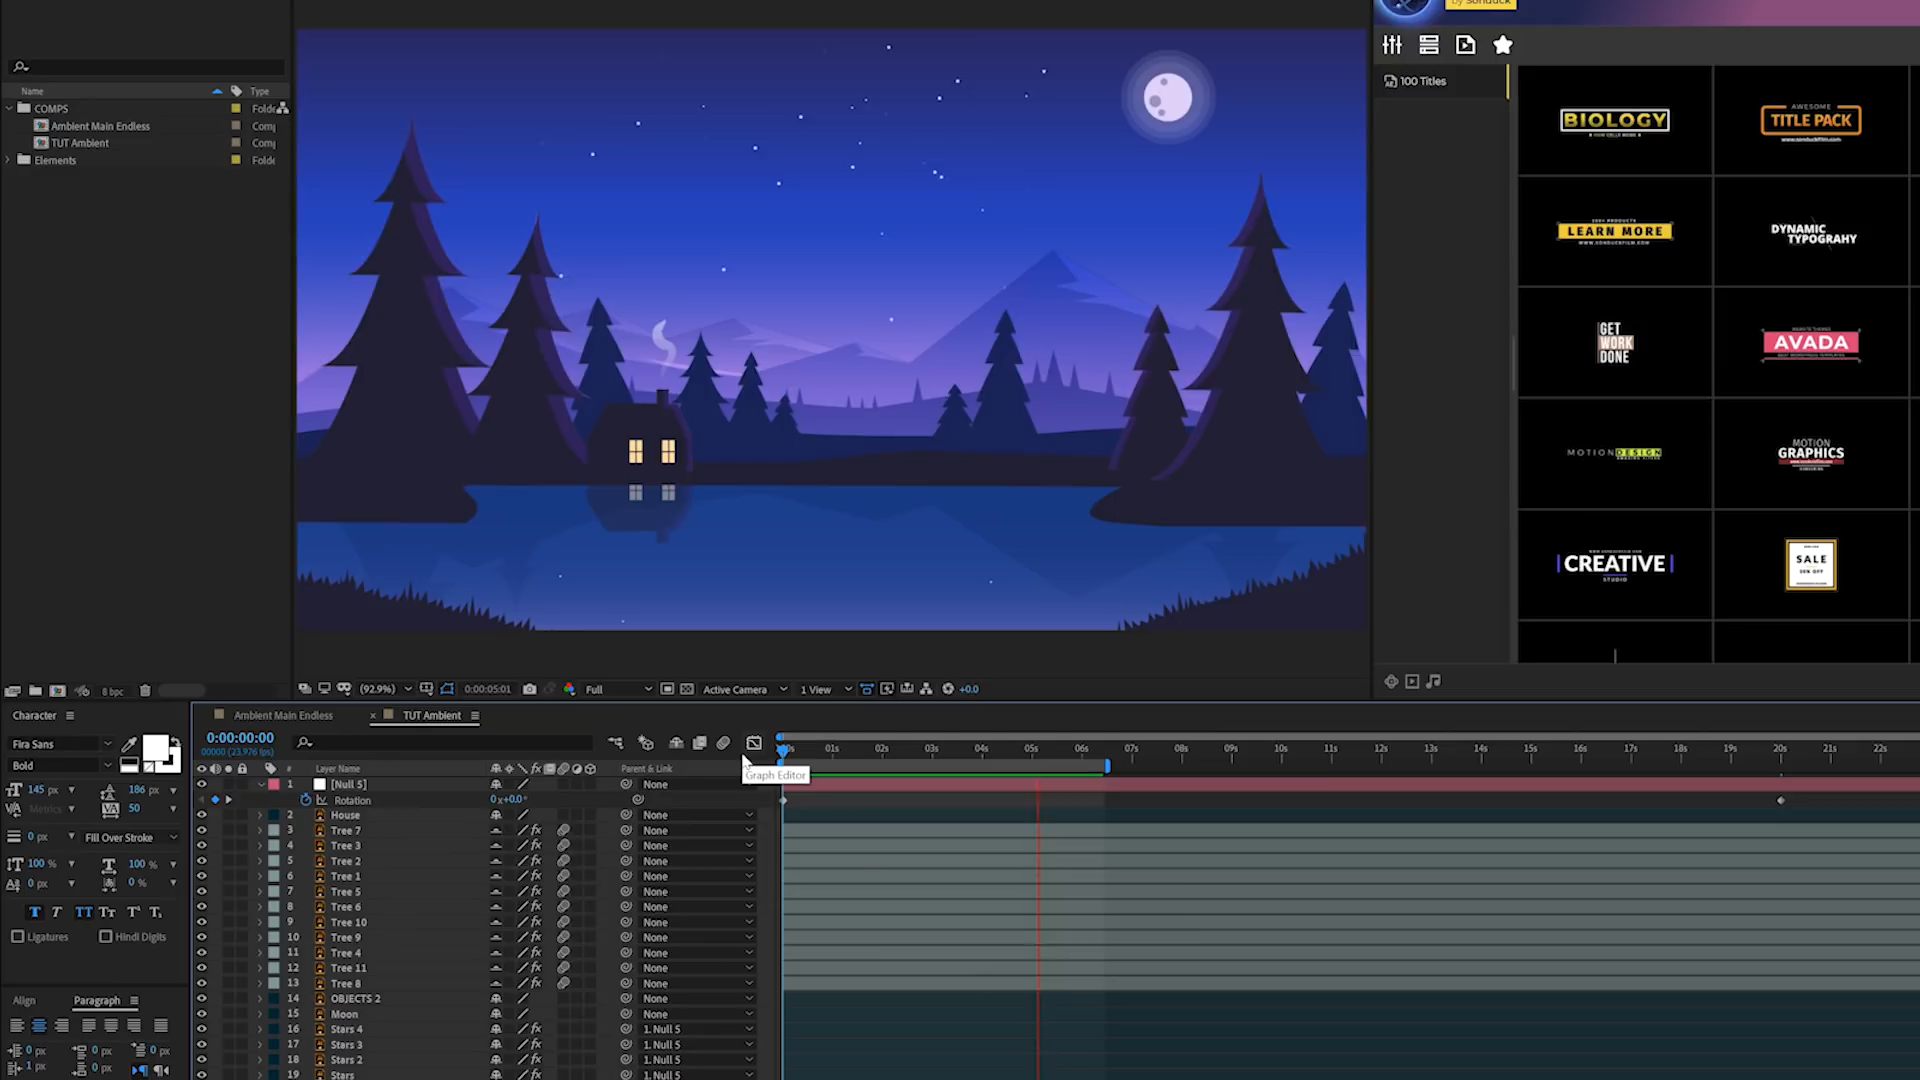 by Sonduck
Name
Type
COMPS
Folde
Ambient Main Endless
Comp
TUT Ambient
Comp
Elements
Folde
8 bpc
(92.9%)
0:00:05:01
Full
Active Camera
1 View
+0.0
100 Titles
BIOLOGY
AWESOME
TITLE PACK
www.sonduckfilm.com
LEARN MORE
WWW.SONDUCKFILM.COM
DYNAMIC
TYPOGRAHY
GET
WORK
DONE
AVADA
MOTION DESIGN
MOTION
GRAPHICS
CREATIVE
STUDIO
SALE
Character
Fira Sans
Bold
145 px
186 px
Metrics
50
0 px
Fill Over Stroke
100 %
100 %
0 px
0 %
Ligatures
Hindi Digits
Align
Paragraph
0 px
0 px
0 px
1 px
0 px
Ambient Main Endless
TUT Ambient
0:00:00:00
00000 (23.976 fps)
01s
02s
03s
04s
05s
06s
07s
08s
09s
10s
11s
12s
13s
14s
15s
16s
17s
18s
19s
20s
21s
22s
# Layer Name
Parent & Link
Graph Editor
1 [Null 5] None
Rotation 0x+0.0°
2 House None
3 Tree 7 None
4 Tree 3 None
5 Tree 2 None
6 Tree 1 None
7 Tree 5 None
8 Tree 6 None
9 Tree 10 None
10 Tree 9 None
11 Tree 4 None
12 Tree 11 None
13 Tree 8 None
14 OBJECTS 2 None
15 Moon None
16 Stars 4 1. Null 5
17 Stars 3 1. Null 5
18 Stars 2 1. Null 5
19 Stars 1. Null 5